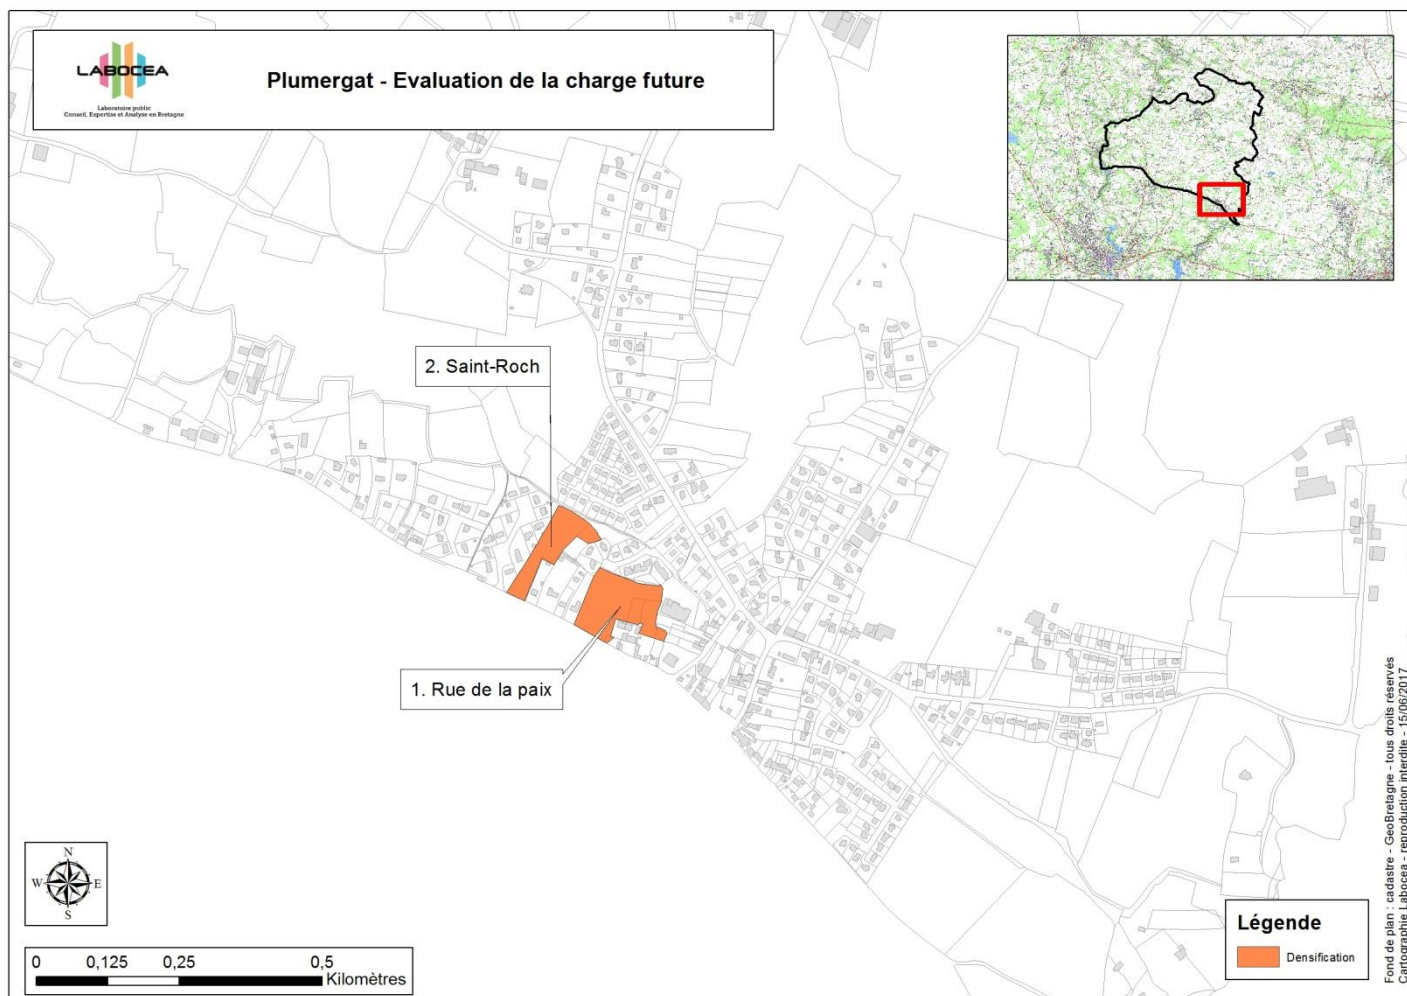 LABOCEA
Laboratoire public
Conseil, Expertise et Analyse en Bretagne
Plumergat - Evaluation de la charge future
2. Saint-Roch
1. Rue de la paix
N
W E
S
0 0,125 0,25 0,5
Kilomètres
Légende
Densification
Fond de plan : cadastre - GeoBretagne - tous droits réservés
Cartographie Labocea - reproduction interdite - 15/06/2017